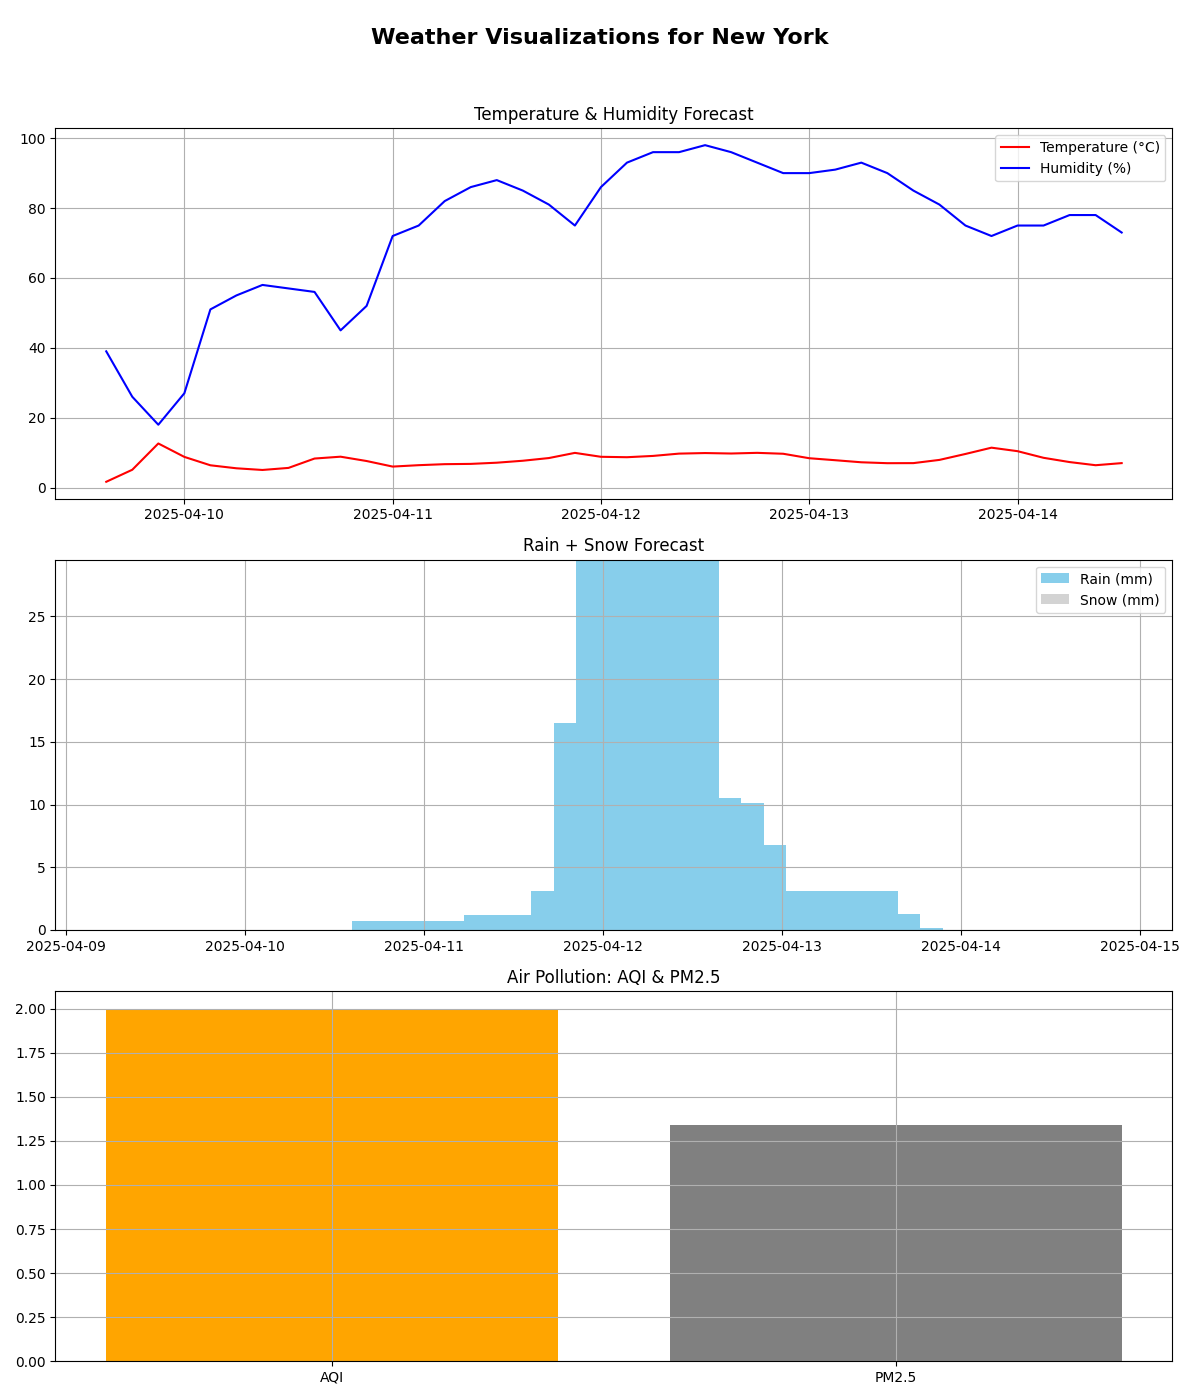 Weather Visualizations for New York
Temperature & Humidity Forecast
100
80
60
40
20
0
Temperature (°C)
Humidity (%)
2025-04-10 2025-04-11 2025-04-12 2025-04-13 2025-04-14
Rain + Snow Forecast
25
20
15
10
5
0
Rain (mm)
Snow (mm)
2025-04-09 2025-04-10 2025-04-11 2025-04-12 2025-04-13 2025-04-14 2025-04-15
Air Pollution: AQI & PM2.5
2.00
1.75
1.50
1.25
1.00
0.75
0.50
0.25
0.00
AQI PM2.5